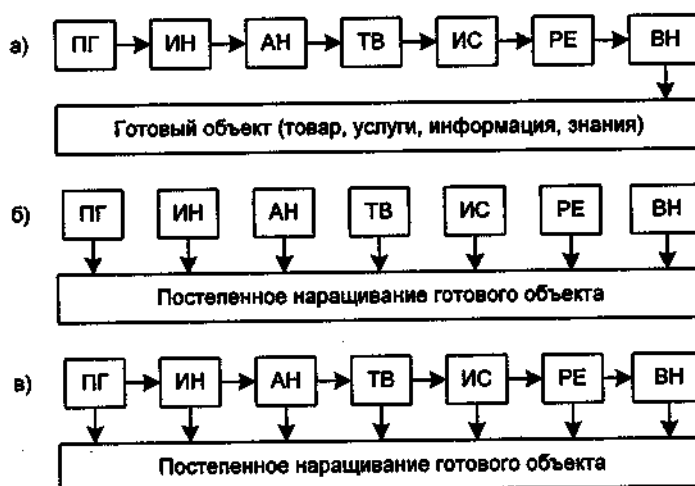 а) ПГ ИН АН ТВ ИС РЕ ВН
Готовый объект (товар, услуги, информация, знания)
б) ПГ ИН АН ТВ ИС РЕ ВН
Постепенное наращивание готового объекта
в) ПГ ИН АН ТВ ИС РЕ ВН
Постепенное наращивание готового объекта